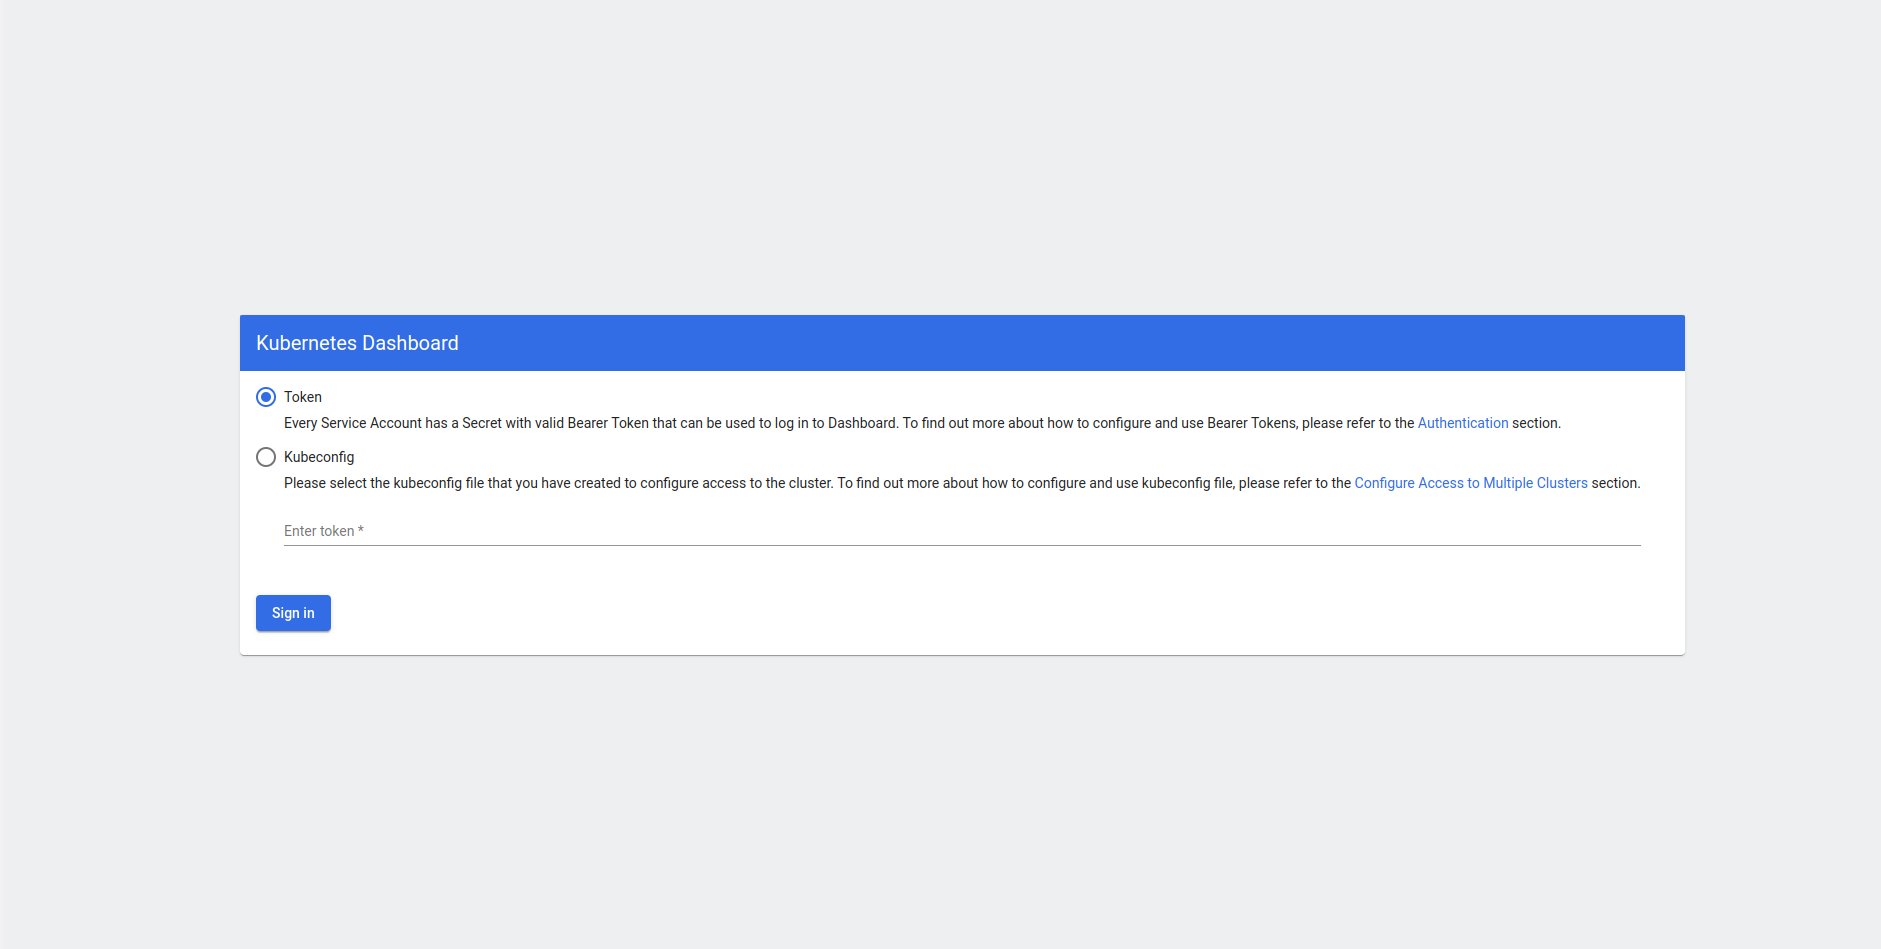 Kubernetes Dashboard
Token
Every Service Account has a Secret with valid Bearer Token that can be used to log in to Dashboard. To find out more about how to configure and use Bearer Tokens, please refer to the Authentication section.
Kubeconfig
Please select the kubeconfig file that you have created to configure access to the cluster. To find out more about how to configure and use kubeconfig file, please refer to the Configure Access to Multiple Clusters section.
Enter token *
Sign in